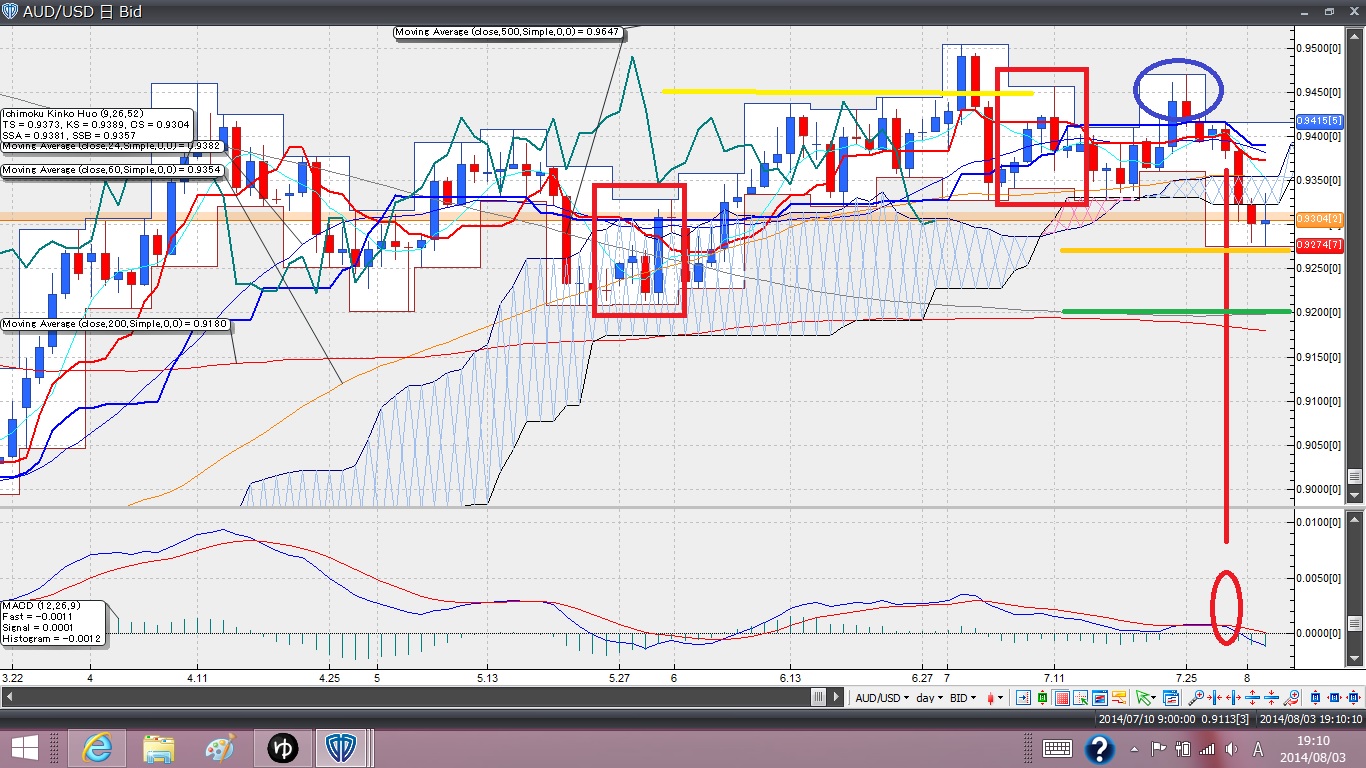 AUD/USD 日 Bid
Moving Average (close,500,Simple,0,0) = 0.9647
Ichimoku Kinko Huo (9,26,52)
TS = 0.9373, KS = 0.9389, CS = 0.9304
SSA = 0.9381, SSB = 0.9357
Moving Average (close,24,Simple,0,0) = 0.9382
Moving Average (close,60,Simple,0,0) = 0.9354
Moving Average (close,200,Simple,0,0) = 0.9180
0.9500[0]
0.9450[0]
0.9415[5]
0.9400[0]
0.9350[0]
0.9304[2]
0.9274[7]
0.9250[0]
0.9200[0]
0.9150[0]
0.9100[0]
0.9050[0]
0.9000[0]
0.0100[0]
0.0050[0]
0.0000[0]
MACD (12,26,9)
Fast = -0.0011
Signal = 0.0001
Histogram = -0.0012
3.22 4 4.11 4.25 5 5.13 5.27 6 6.13 6.27 7 7.11 7.25 8
AUD/USD day BID
2014/07/10 9:00:00 0.9113[3] 2014/08/03 19:10:10
ゆ
? A 19:10
2014/08/03